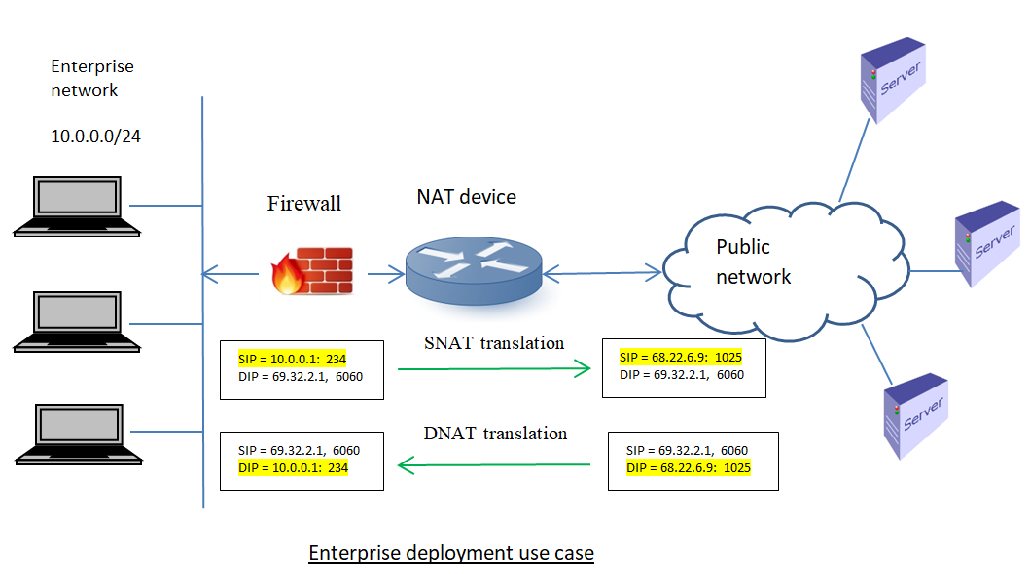 Enterprise
network
10.0.0.0/24
Firewall
NAT device
Public
network
Server
Server
Server
SNAT translation
SIP = 10.0.0.1:  234
DIP = 69.32.2.1,  6060
SIP = 68.22.6.9:  1025
DIP = 69.32.2.1,  6060
DNAT translation
SIP = 69.32.2.1,  6060
DIP = 10.0.0.1:  234
SIP = 69.32.2.1,  6060
DIP = 68.22.6.9:  1025
Enterprise deployment use case